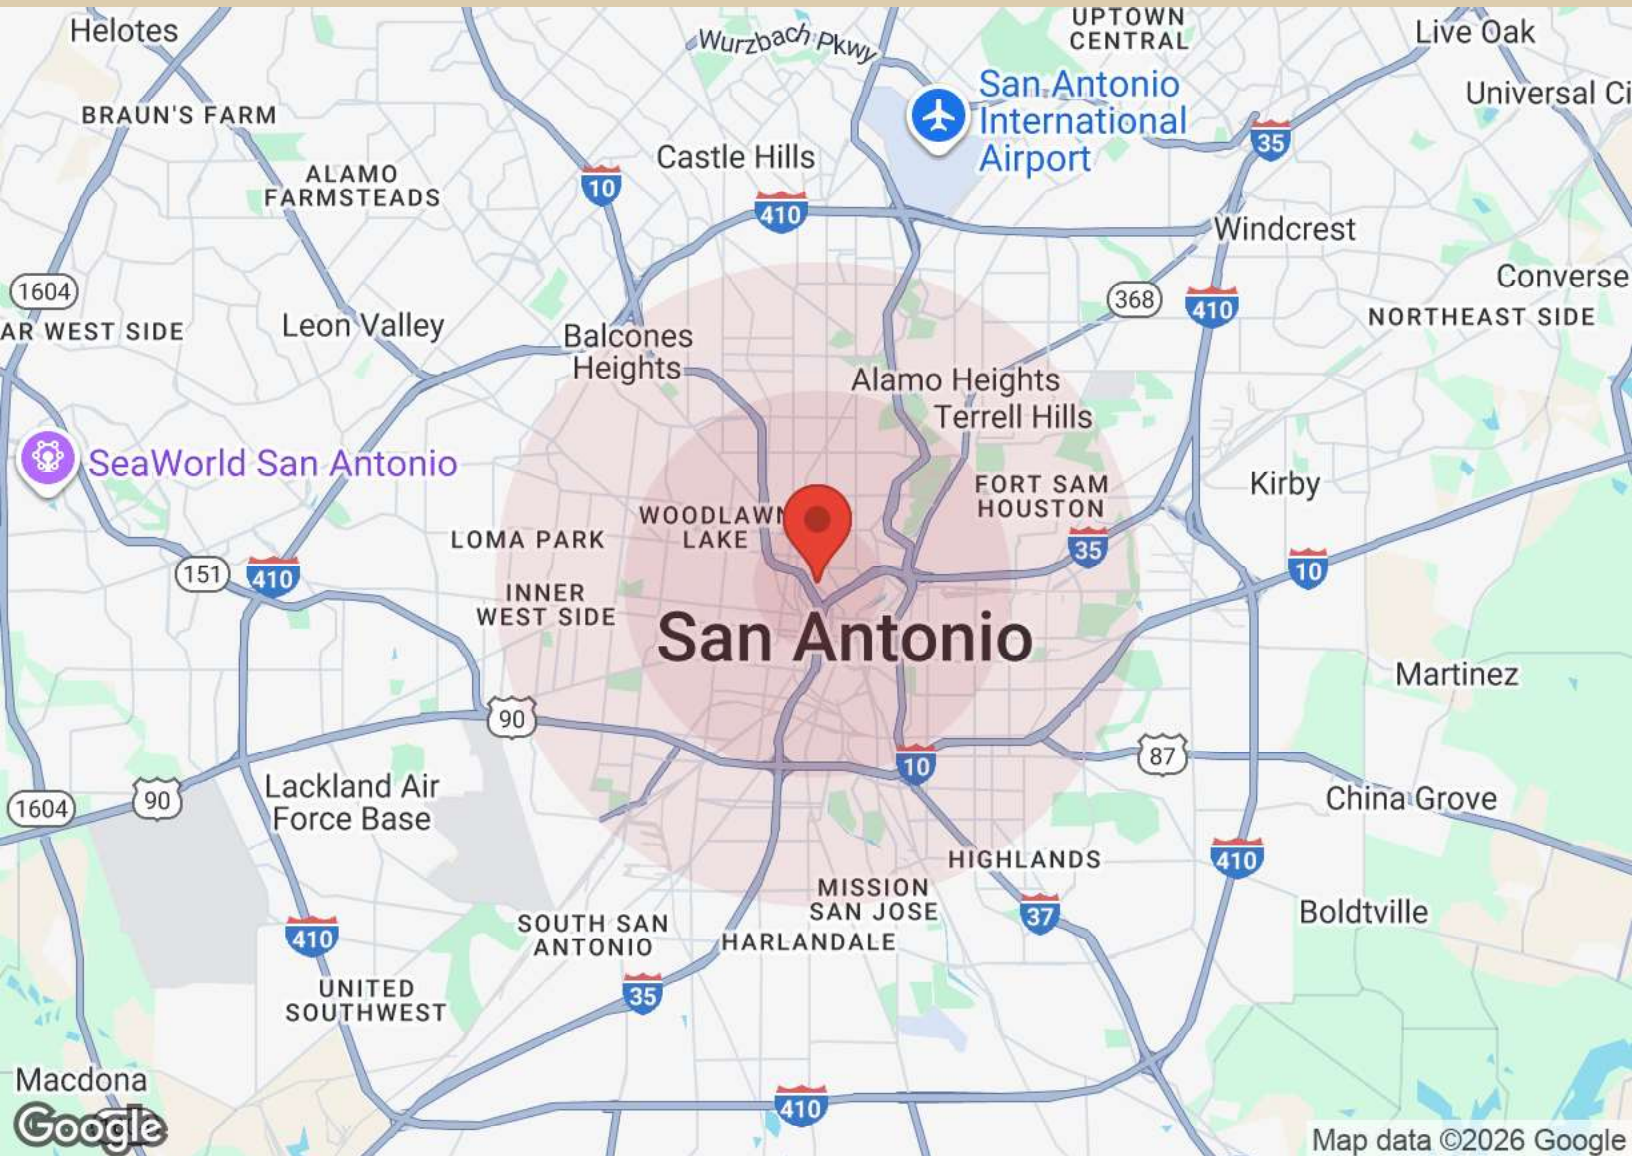 Helotes
Wurzbach Pkwy
UPTOWN
CENTRAL
Live Oak
San Antonio
International
Airport
Universal Ci
BRAUN'S FARM
35
Castle Hills
ALAMO
FARMSTEADS
10
410
Windcrest
1604
Converse
368
410
AR WEST SIDE
Leon Valley
NORTHEAST SIDE
Balcones
Heights
Alamo Heights
Terrell Hills
SeaWorld San Antonio
FORT SAM
HOUSTON
Kirby
WOODLAWN
LAKE
LOMA PARK
35
151
410
10
INNER
WEST SIDE
San Antonio
Martinez
90
87
10
Lackland Air
Force Base
90
1604
China Grove
HIGHLANDS
410
MISSION
SAN JOSE
37
Boldtville
SOUTH SAN
ANTONIO
HARLANDALE
410
35
UNITED
SOUTHWEST
Macdona
410
Google
Map data ©2026 Google